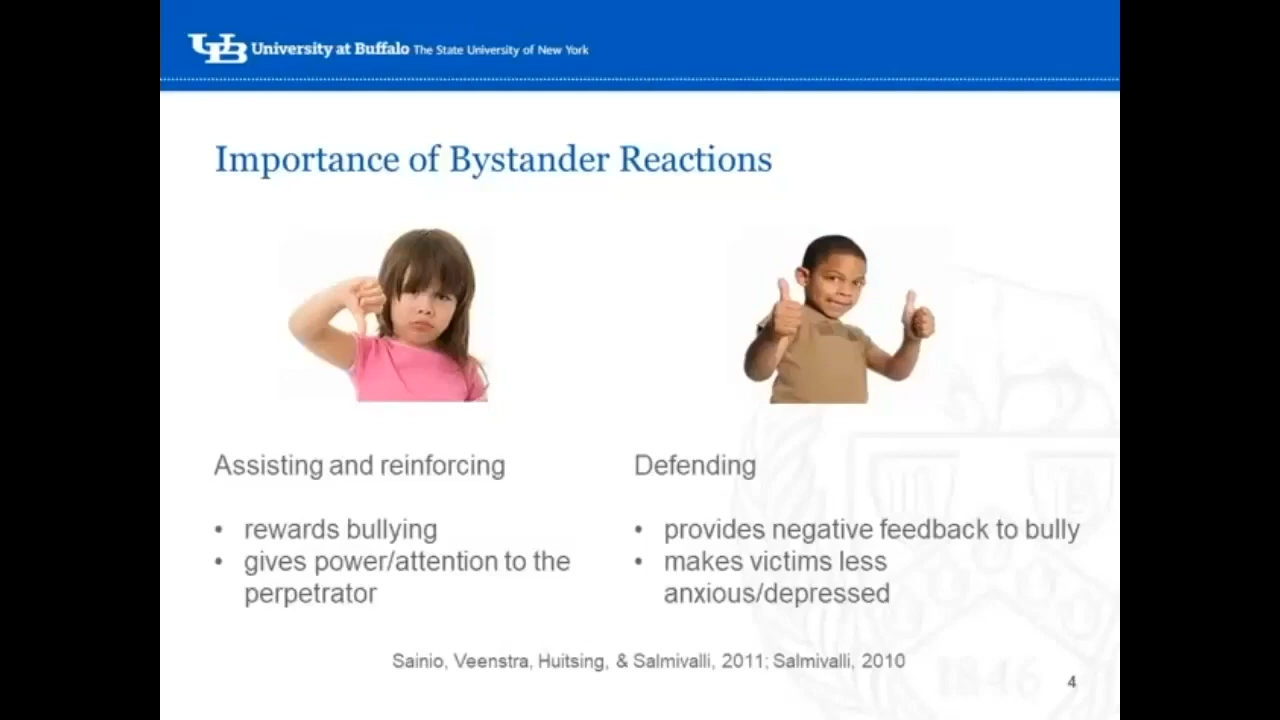 UB University at Buffalo The State University of New York
Importance of Bystander Reactions
Assisting and reinforcing
• rewards bullying
• gives power/attention to the
perpetrator
Defending
• provides negative feedback to bully
• makes victims less
anxious/depressed
Sainio, Veenstra, Huitsing, & Salmivalli, 2011; Salmivalli, 2010
4
1846